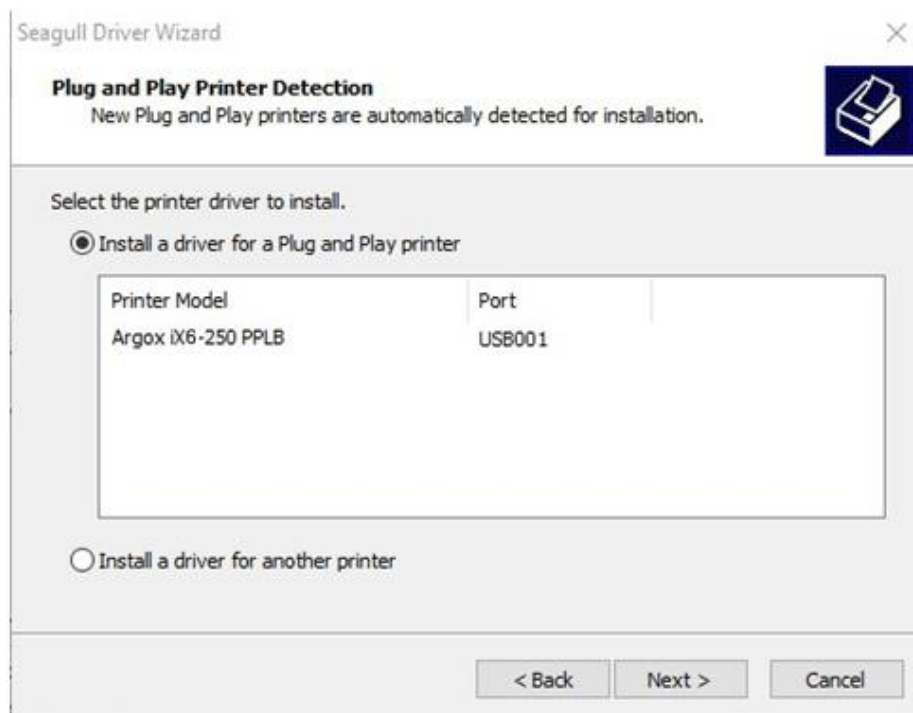 Seagull Driver Wizard
Plug and Play Printer Detection
New Plug and Play printers are automatically detected for installation.
Select the printer driver to install.
Install a driver for a Plug and Play printer
Printer Model Port
Argox iX6-250 PPLB USB001
Install a driver for another printer
< Back Next > Cancel